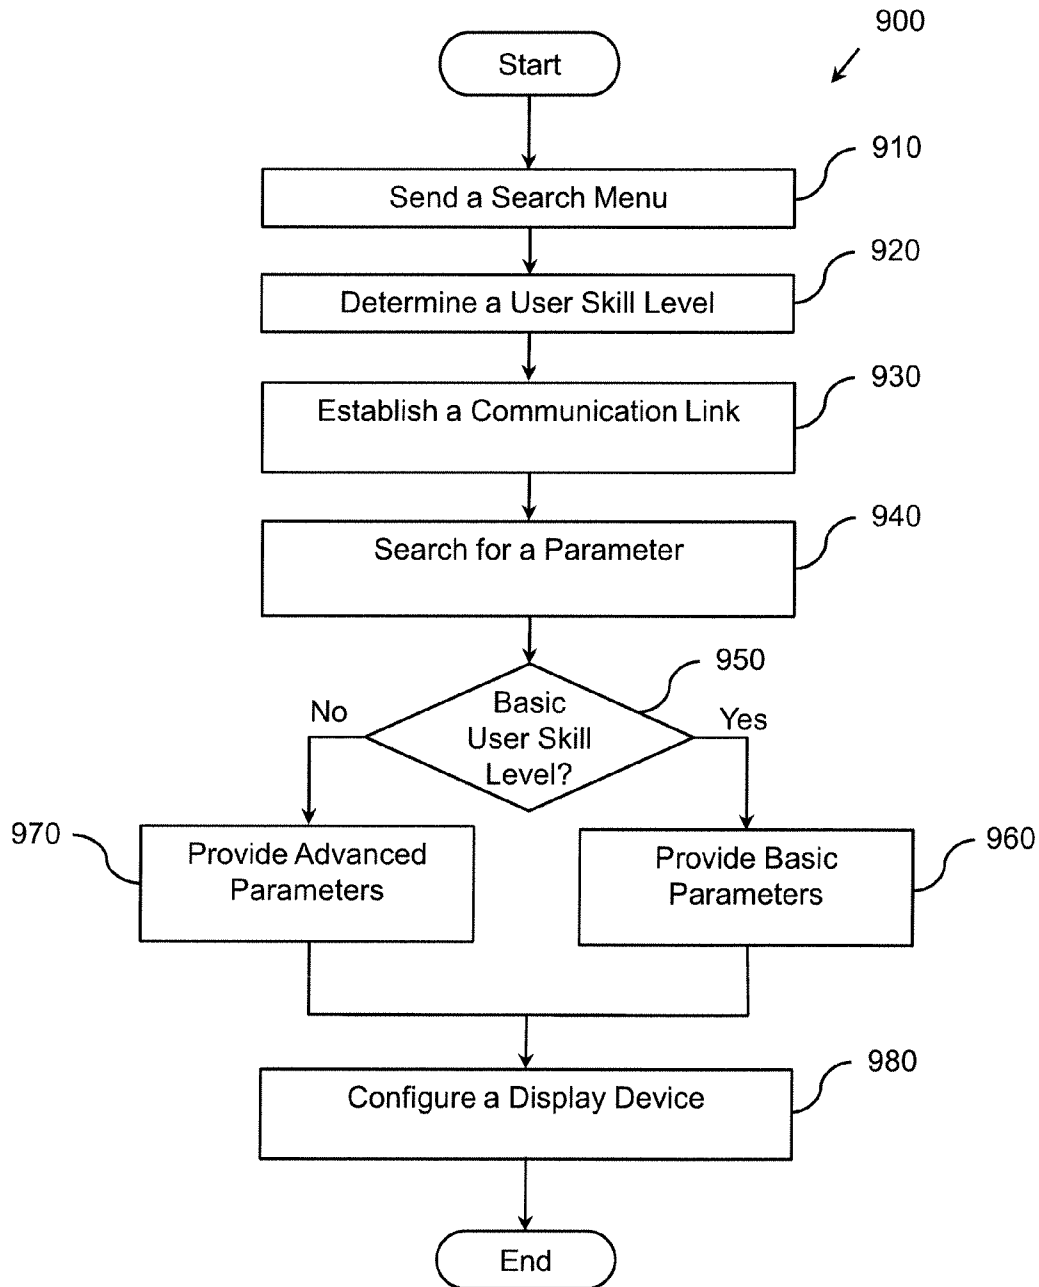 900
Start
910
Send a Search Menu
920
Determine a User Skill Level
930
Establish a Communication Link
940
Search for a Parameter
950
Basic
User Skill
Level?
No
Yes
970
Provide Advanced
Parameters
960
Provide Basic
Parameters
980
Configure a Display Device
End